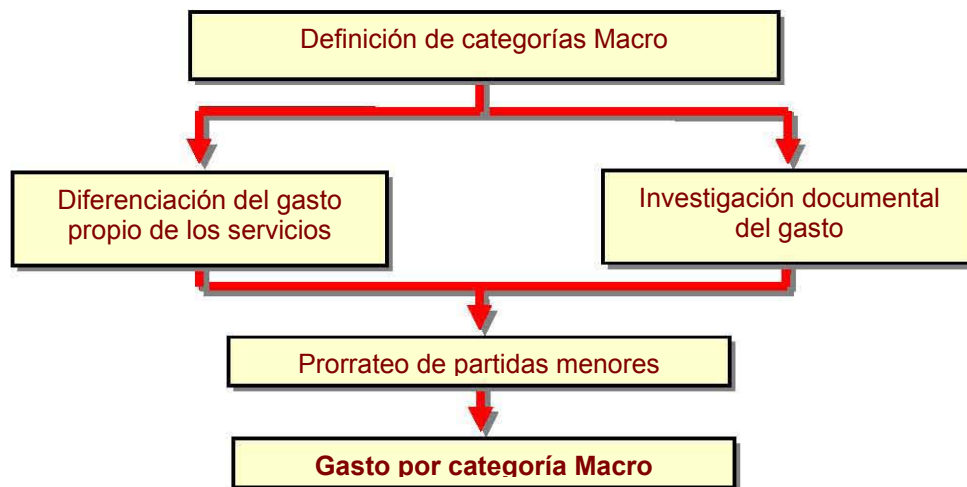 Definición de categorías Macro
Diferenciación del gasto
propio de los servicios
Investigación documental
del gasto
Prorrateo de partidas menores
Gasto por categoría Macro